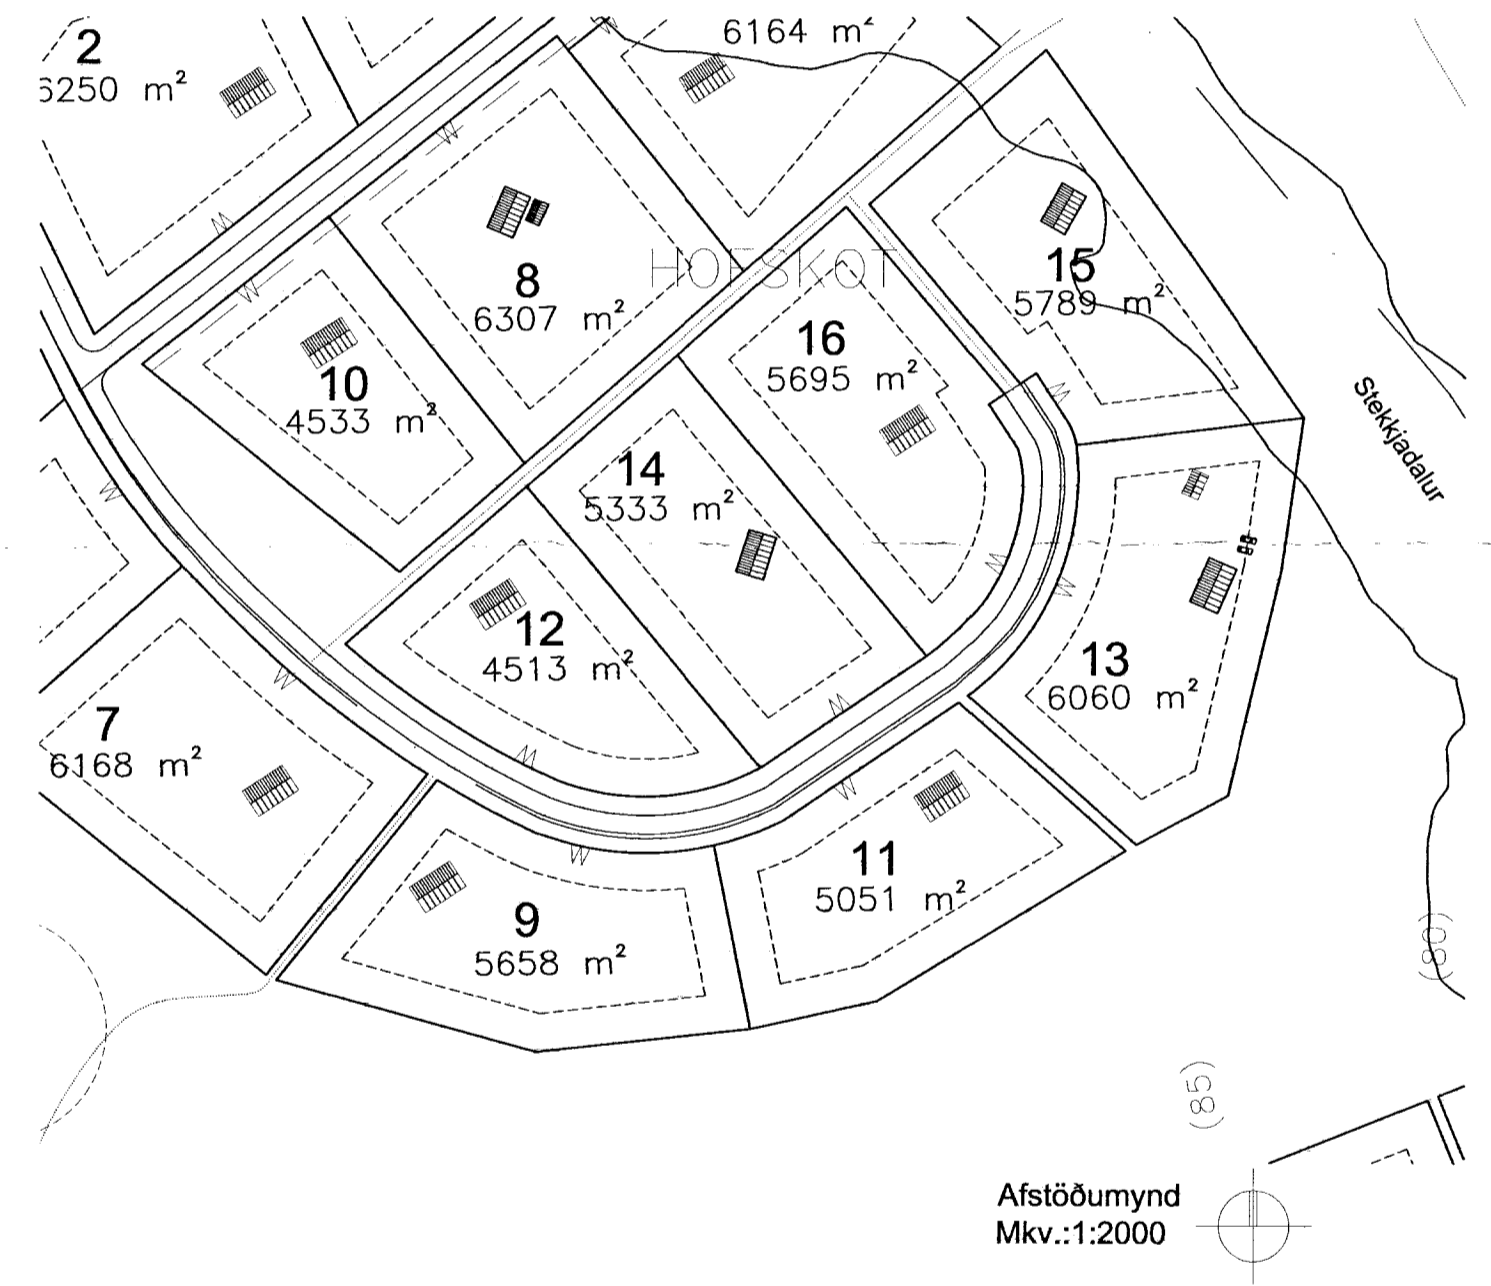 2
6250 m²
6164 m²
8
6307 m²
HOFSKOT
15
5789 m²
10
4533 m²
16
5695 m²
Stekkjadalur
14
5333 m²
12
4513 m²
13
6060 m²
7
6168 m²
11
5051 m²
9
5658 m²
(80)
(85)
Afstöðumynd
Mkv.:1:2000